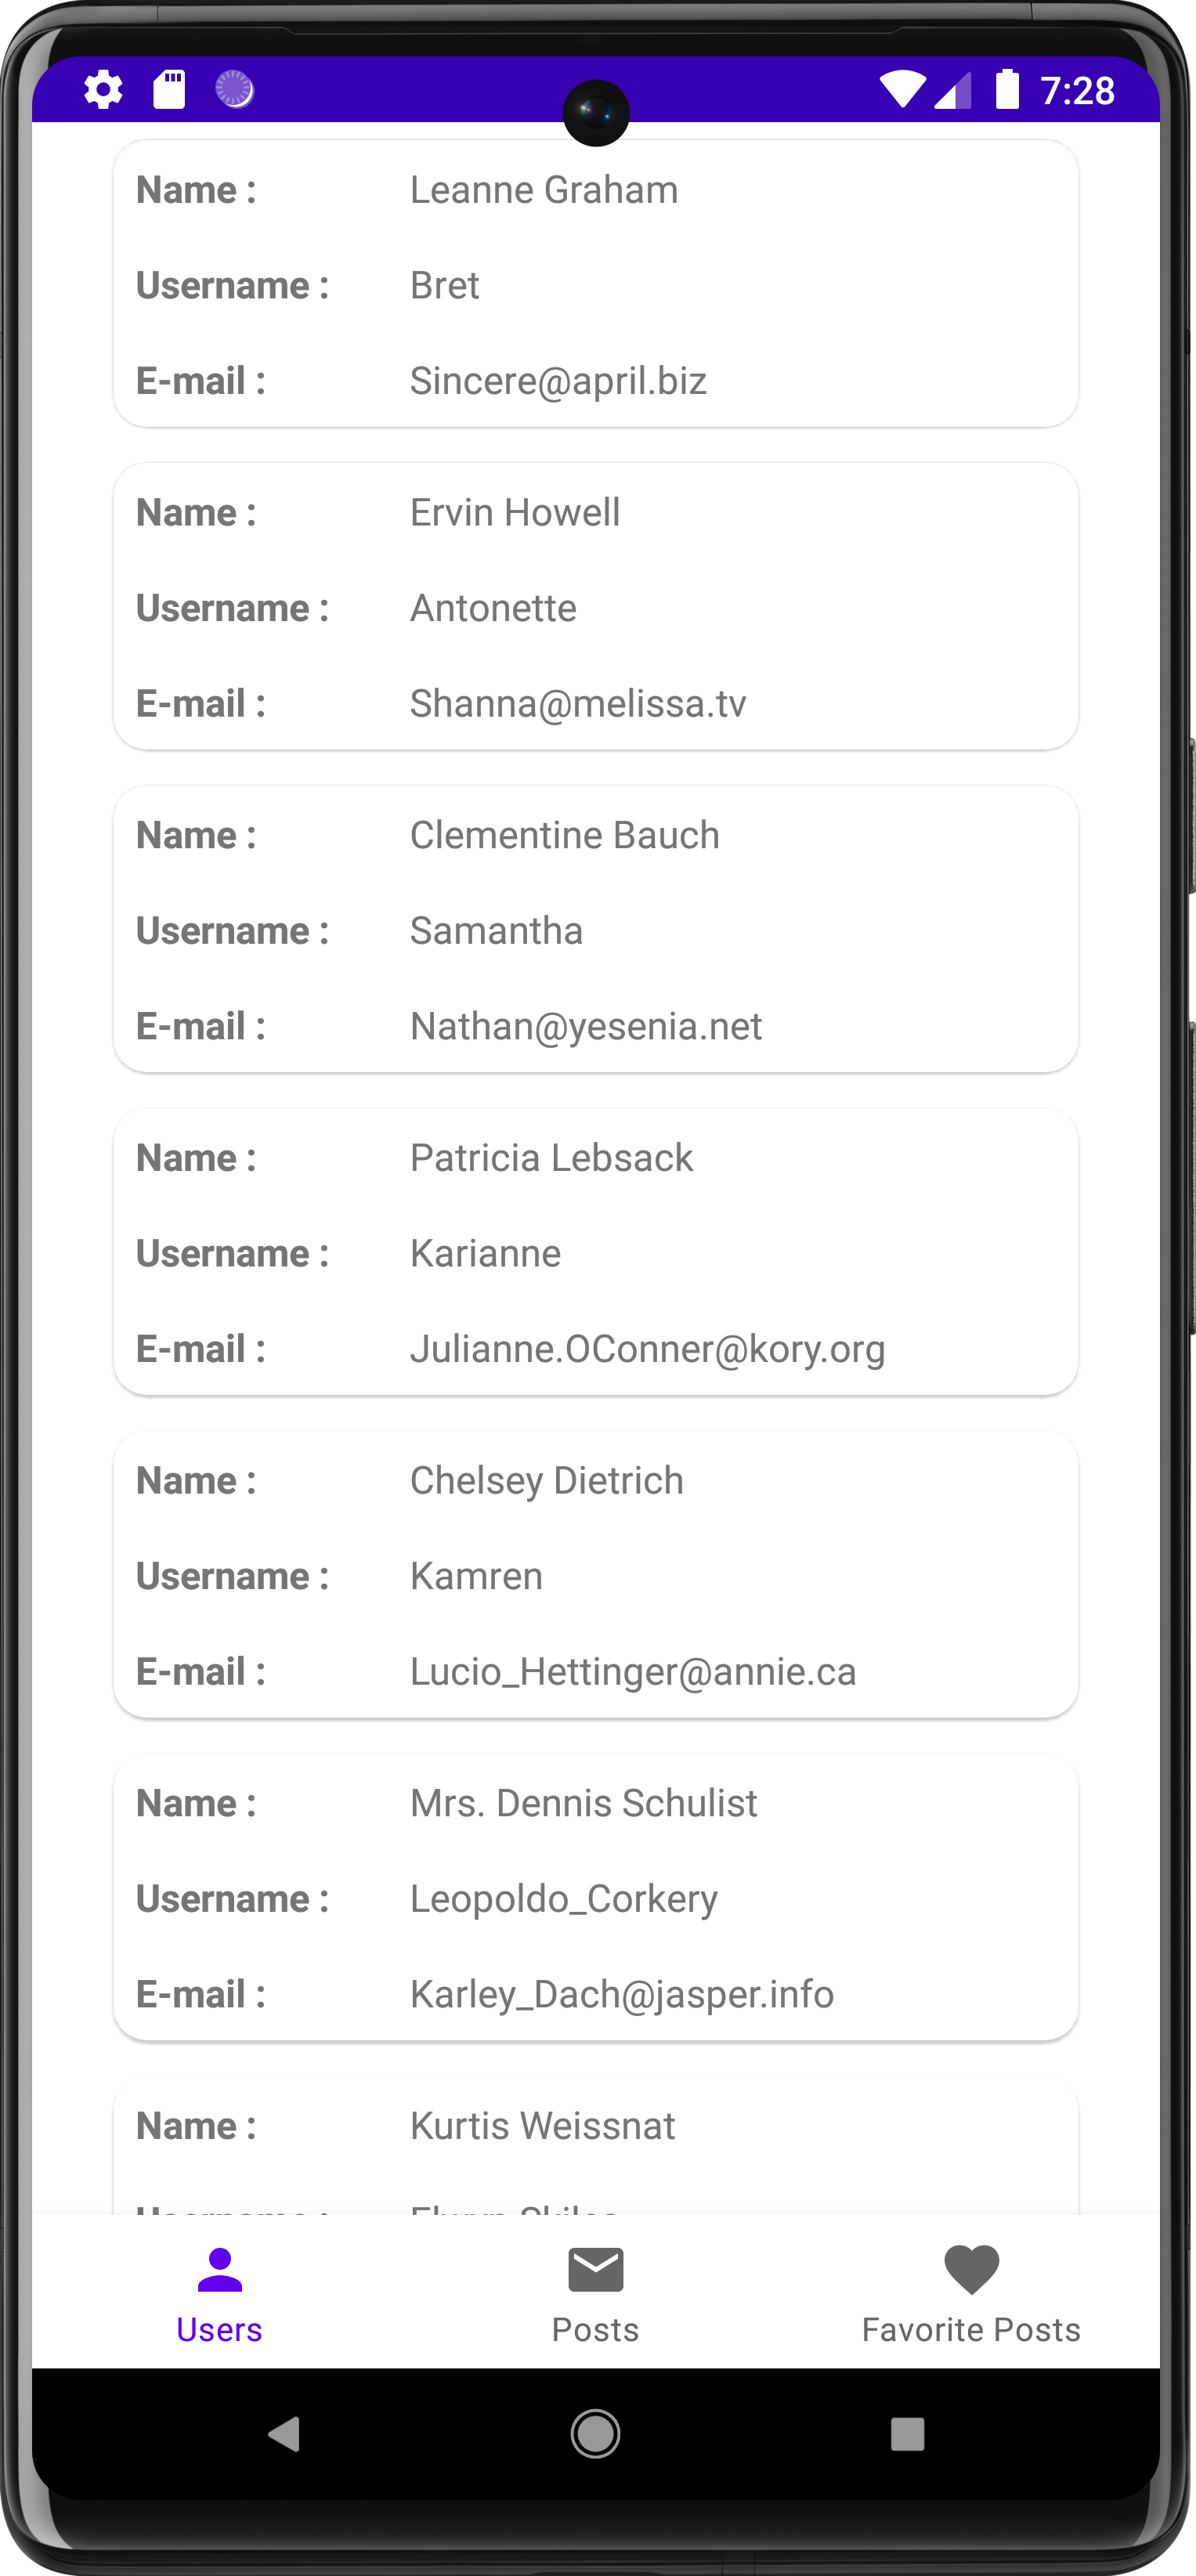 7:28
Name : Leanne Graham
Username : Bret
E-mail : Sincere@april.biz
Name : Ervin Howell
Username : Antonette
E-mail : Shanna@melissa.tv
Name : Clementine Bauch
Username : Samantha
E-mail : Nathan@yesenia.net
Name : Patricia Lebsack
Username : Karianne
E-mail : Julianne.OConner@kory.org
Name : Chelsey Dietrich
Username : Kamren
E-mail : Lucio_Hettinger@annie.ca
Name : Mrs. Dennis Schulist
Username : Leopoldo_Corkery
E-mail : Karley_Dach@jasper.info
Name : Kurtis Weissnat
Users Posts Favorite Posts